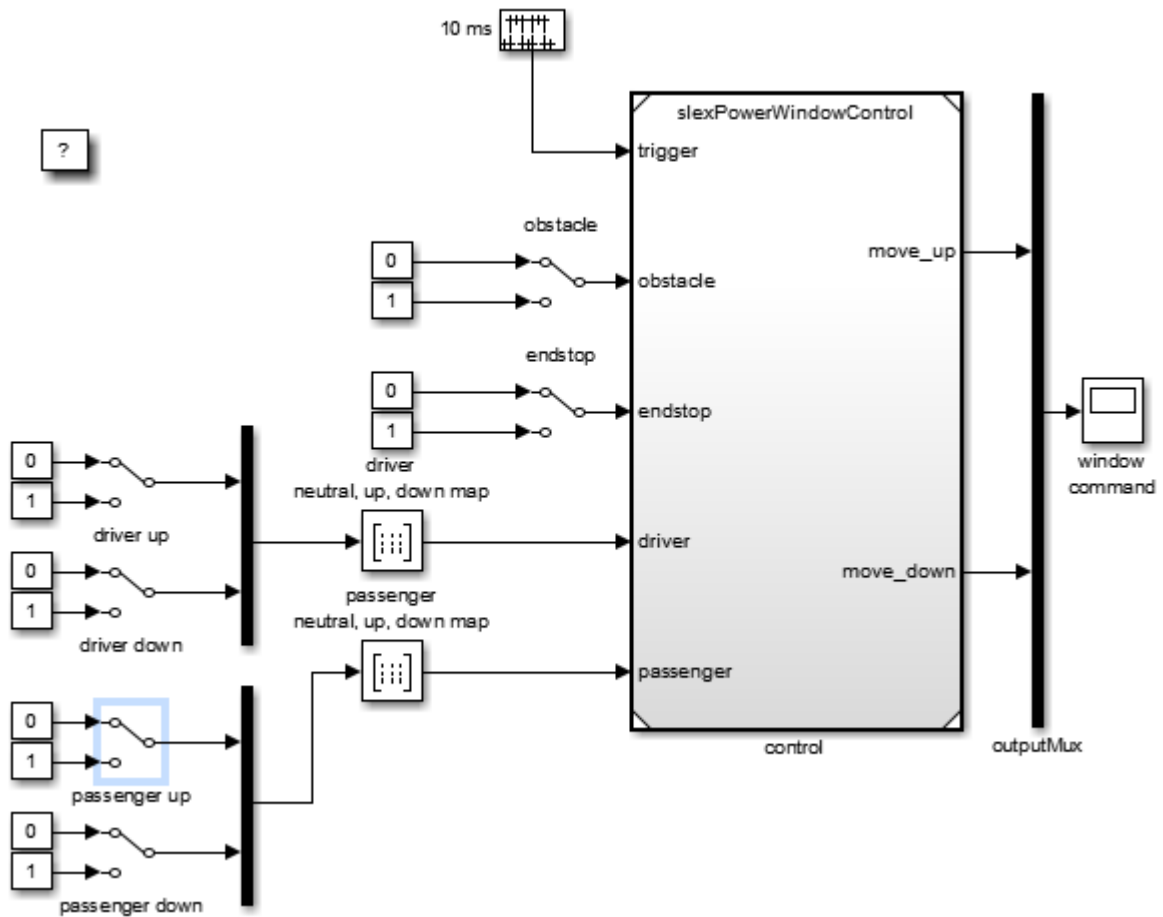 10 ms
?
slexPowerWindowControl
trigger
obstacle
0
1
obstacle
move_up
endstop
0
1
endstop
driver
neutral, up, down map
0
1
driver up
driver
0
1
driver down
move_down
passenger
neutral, up, down map
passenger
0
1
passenger up
0
1
passenger down
control
outputMux
window
command